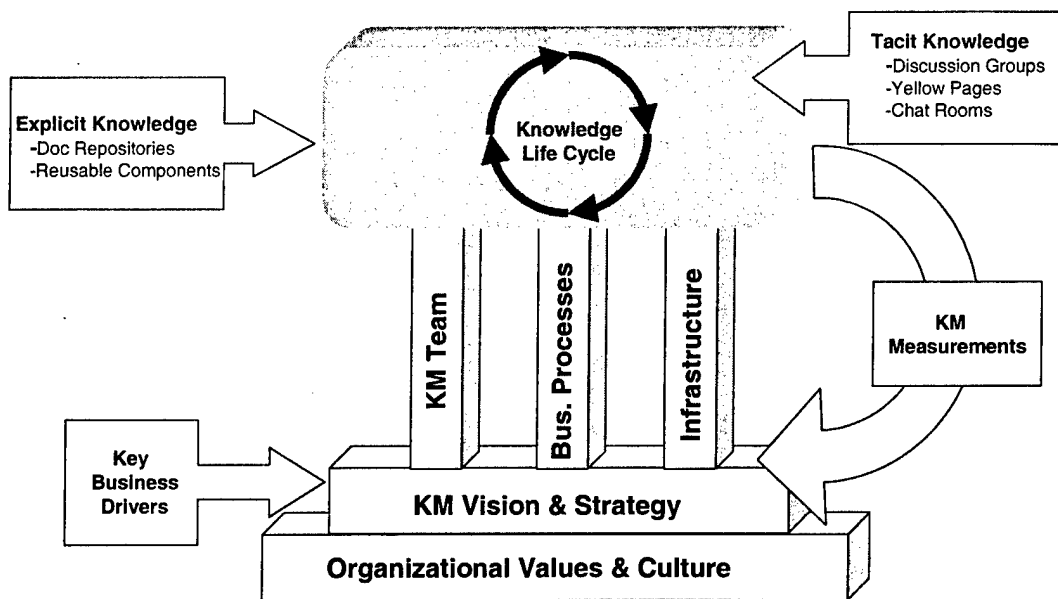 Tacit Knowledge
-Discussion Groups
-Yellow Pages
-Chat Rooms
Explicit Knowledge
-Doc Repositories
-Reusable Components
Knowledge
Life Cycle
KM Team
Bus. Processes
Infrastructure
KM
Measurements
Key
Business
Drivers
KM Vision & Strategy
Organizational Values & Culture